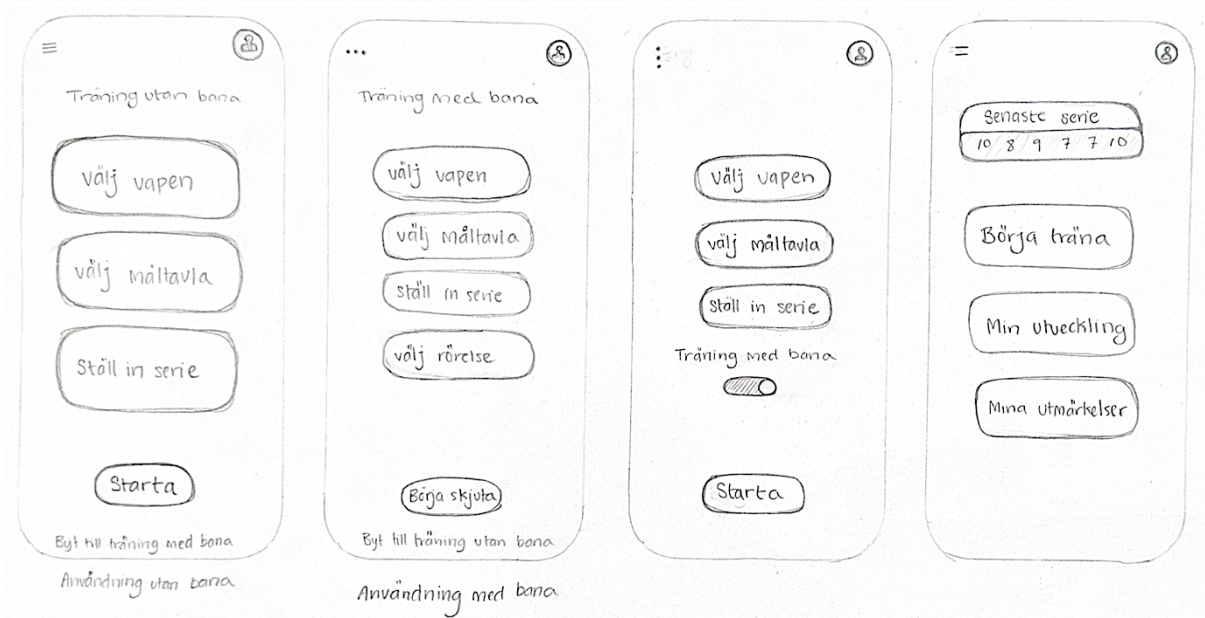 Träning utan bana
välj vapen
välj måltavla
Ställ in serie
Starta
Byt till träning med bana
Användning utan bana
Träning med bana
välj vapen
välj måltavla
Ställ in serie
välj rörelse
Börja skjuta
Byt till träning utan bana
Användning med bana
Välj vapen
välj måltavla
Ställ in serie
Träning med bana
Starta
Senaste serie
10 8 9 7 7 10
Börja träna
Min utveckling
Mina utmärkelser